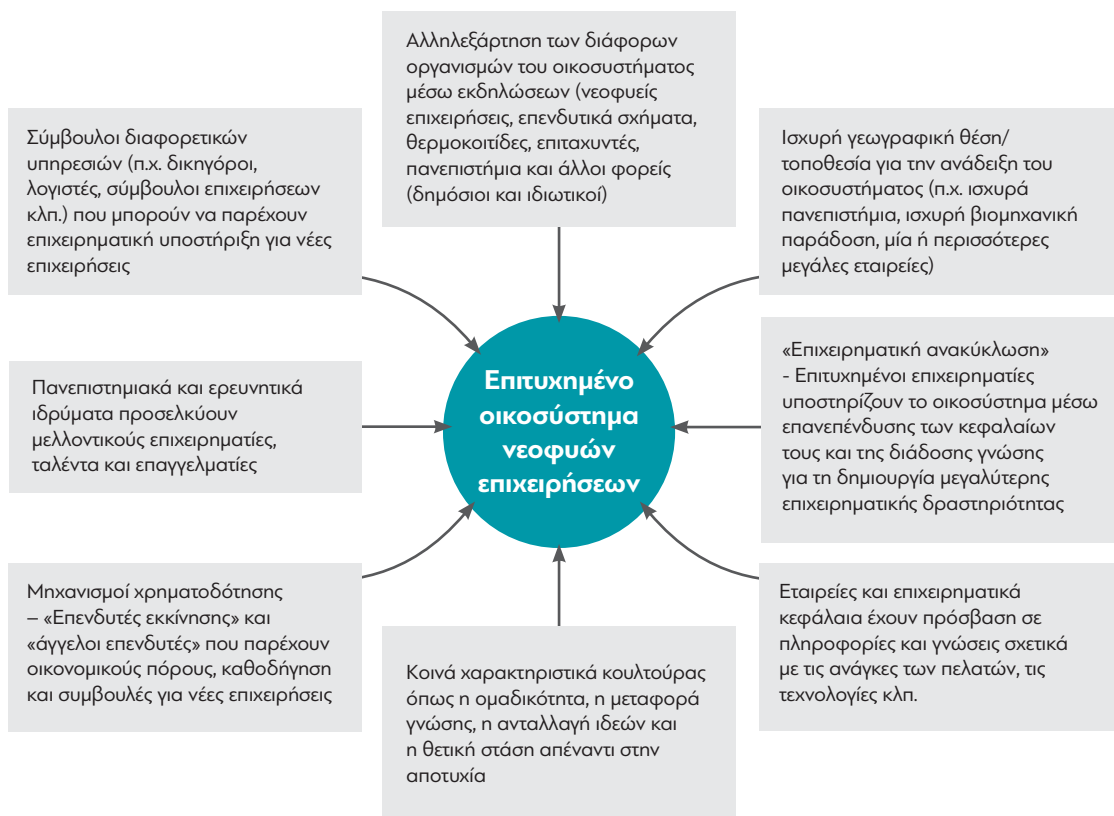 Αλληλεξάρτηση των διάφορων
οργανισμών του οικοσυστήματος
μέσω εκδηλώσεων (νεοφυείς
επιχειρήσεις, επενδυτικά σχήματα,
θερμοκοιτίδες, επιταχυντές,
πανεπιστήμια και άλλοι φορείς
(δημόσιοι και ιδιωτικοί)
Σύμβουλοι διαφορετικών
υπηρεσιών (π.χ. δικηγόροι,
λογιστές, σύμβουλοι επιχειρήσεων
κλπ.) που μπορούν να παρέχουν
επιχειρηματική υποστήριξη για νέες
επιχειρήσεις
Ισχυρή γεωγραφική θέση/
τοποθεσία για την ανάδειξη του
οικοσυστήματος (π.χ. ισχυρά
πανεπιστήμια, ισχυρή βιομηχανική
παράδοση, μία ή περισσότερες
μεγάλες εταιρείες)
Πανεπιστημιακά και ερευνητικά
ιδρύματα προσελκύουν
μελλοντικούς επιχειρηματίες,
ταλέντα και επαγγελματίες
Επιτυχημένο
οικοσύστημα
νεοφυών
επιχειρήσεων
«Επιχειρηματική ανακύκλωση»
- Επιτυχημένοι επιχειρηματίες
υποστηρίζουν το οικοσύστημα μέσω
επανεπένδυσης των κεφαλαίων
τους και της διάδοσης γνώσης
για τη δημιουργία μεγαλύτερης
επιχειρηματικής δραστηριότητας
Μηχανισμοί χρηματοδότησης
– «Επενδυτές εκκίνησης» και
«άγγελοι επενδυτές» που παρέχουν
οικονομικούς πόρους, καθοδήγηση
και συμβουλές για νέες επιχειρήσεις
Κοινά χαρακτηριστικά κουλτούρας
όπως η ομαδικότητα, η μεταφορά
γνώσης, η ανταλλαγή ιδεών και
η θετική στάση απέναντι στην
αποτυχία
Εταιρείες και επιχειρηματικά
κεφάλαια έχουν πρόσβαση σε
πληροφορίες και γνώσεις σχετικά
με τις ανάγκες των πελατών, τις
τεχνολογίες κλπ.